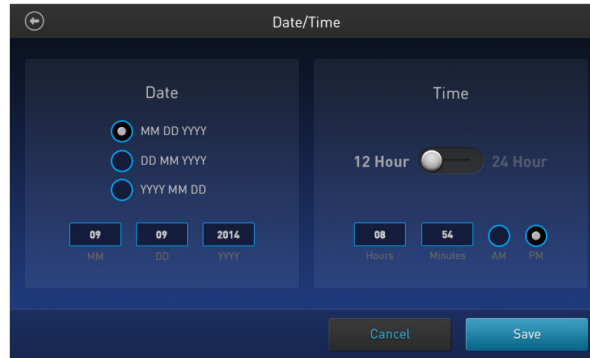 Date/Time
Date
MM DD YYYY
DD MM YYYY
YYYY MM DD
09 09 2014
MM DD YYYY
Time
12 Hour 24 Hour
08 54
Hours Minutes AM PM
Cancel Save